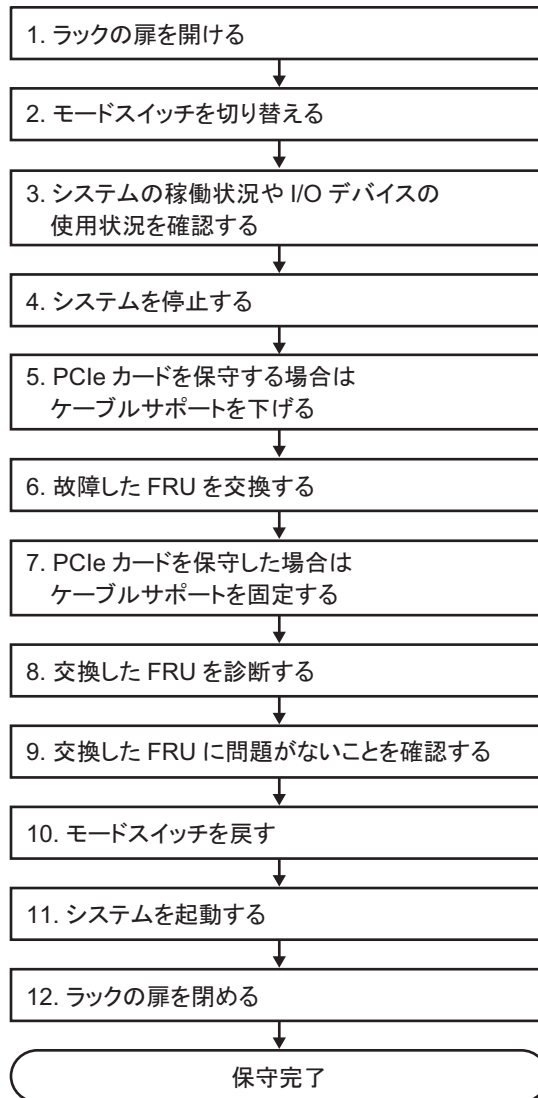 1. ラックの扉を開ける
2. モードスイッチを切り替える
3. システムの稼働状況や I/O デバイスの
使用状況を確認する
4. システムを停止する
5. PCIe カードを保守する場合は
ケーブルサポートを下げる
6. 故障した FRU を交換する
7. PCIe カードを保守した場合は
ケーブルサポートを固定する
8. 交換した FRU を診断する
9. 交換した FRU に問題がないことを確認する
10. モードスイッチを戻す
11. システムを起動する
12. ラックの扉を閉める
保守完了